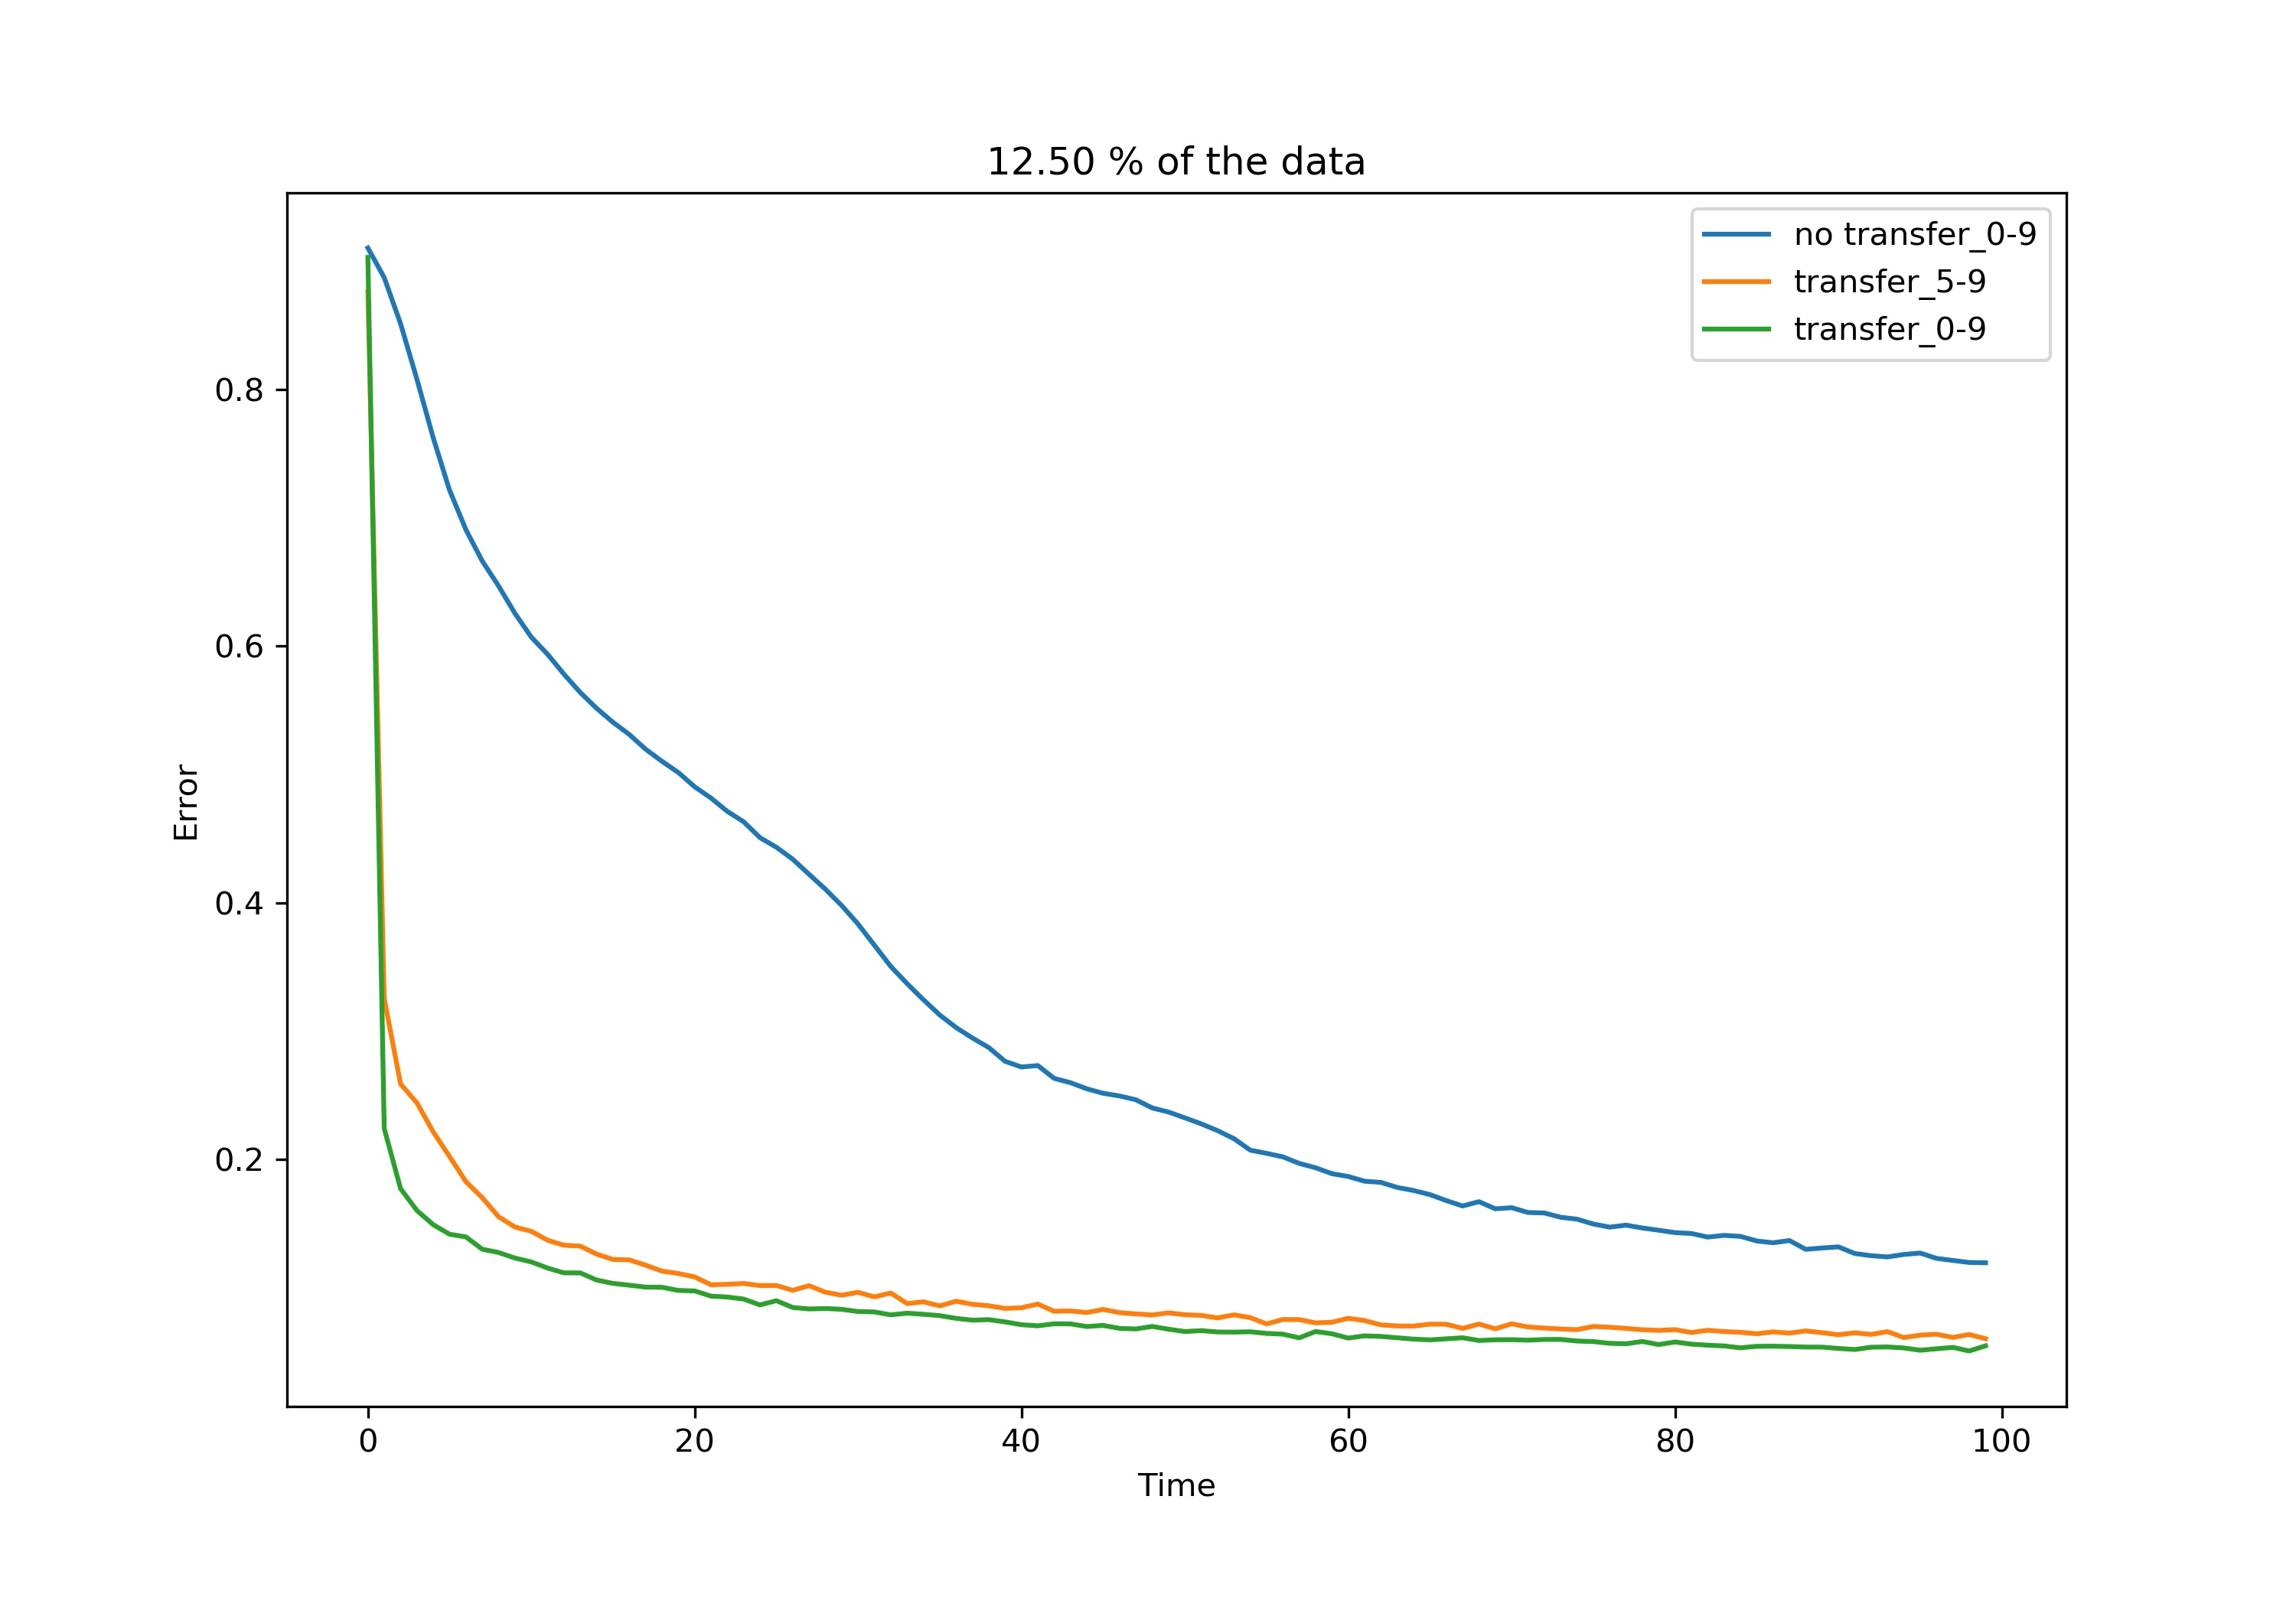 12.50 % of the data
no transfer_0-9
transfer_5-9
transfer_0-9
0.8
0.6
0.4
0.2
Error
0 20 40 60 80 100
Time